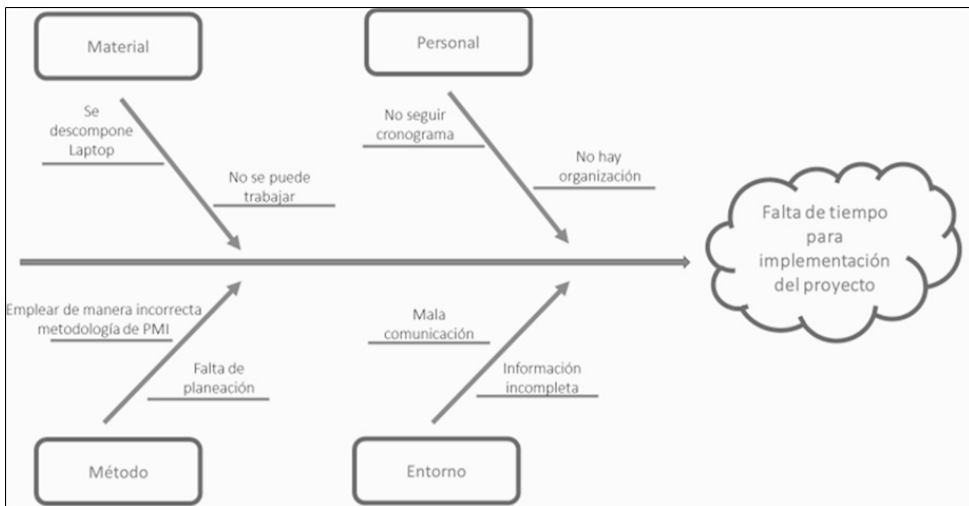 Material
Personal
Se
descompone
Laptop
No seguir
cronograma
No se puede
trabajar
No hay
organización
Falta de tiempo
para
implementación
del proyecto
Emplear de manera incorrecta
metodología de PMI
Mala
comunicación
Falta de
planeación
Información
incompleta
Método
Entorno